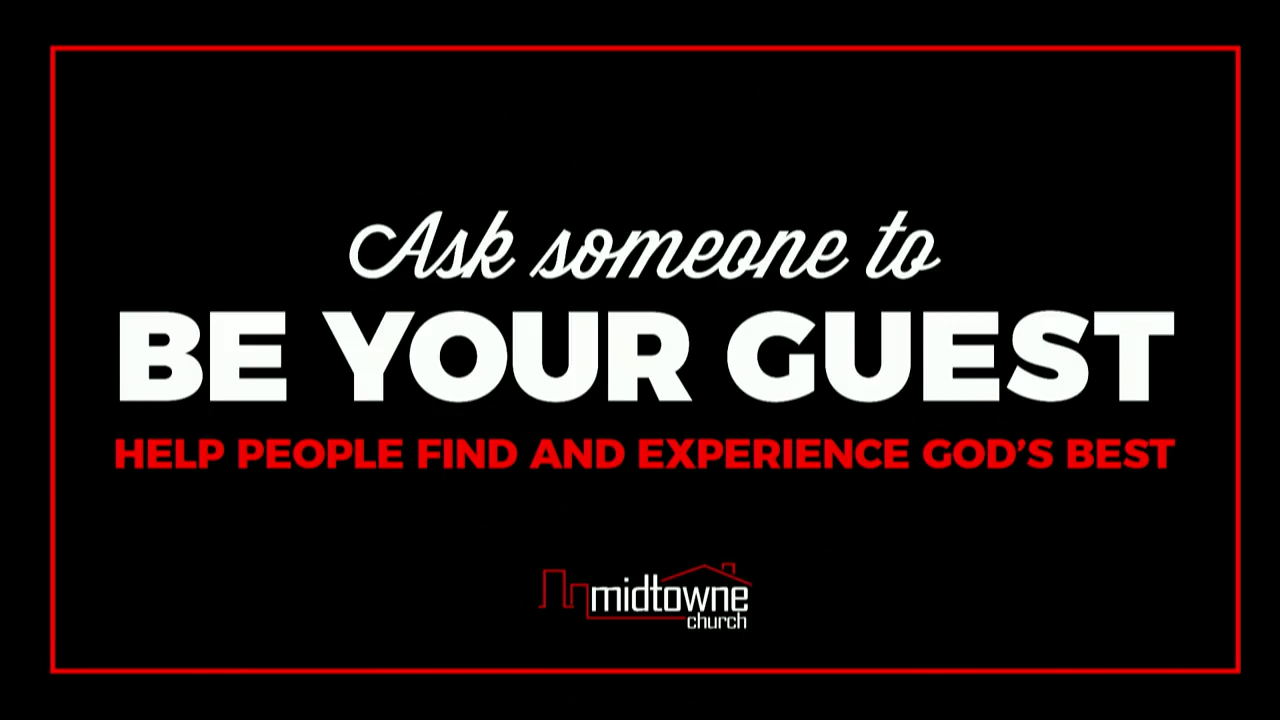 Ask someone to
BE YOUR GUEST
HELP PEOPLE FIND AND EXPERIENCE GOD'S BEST
midtowne
church